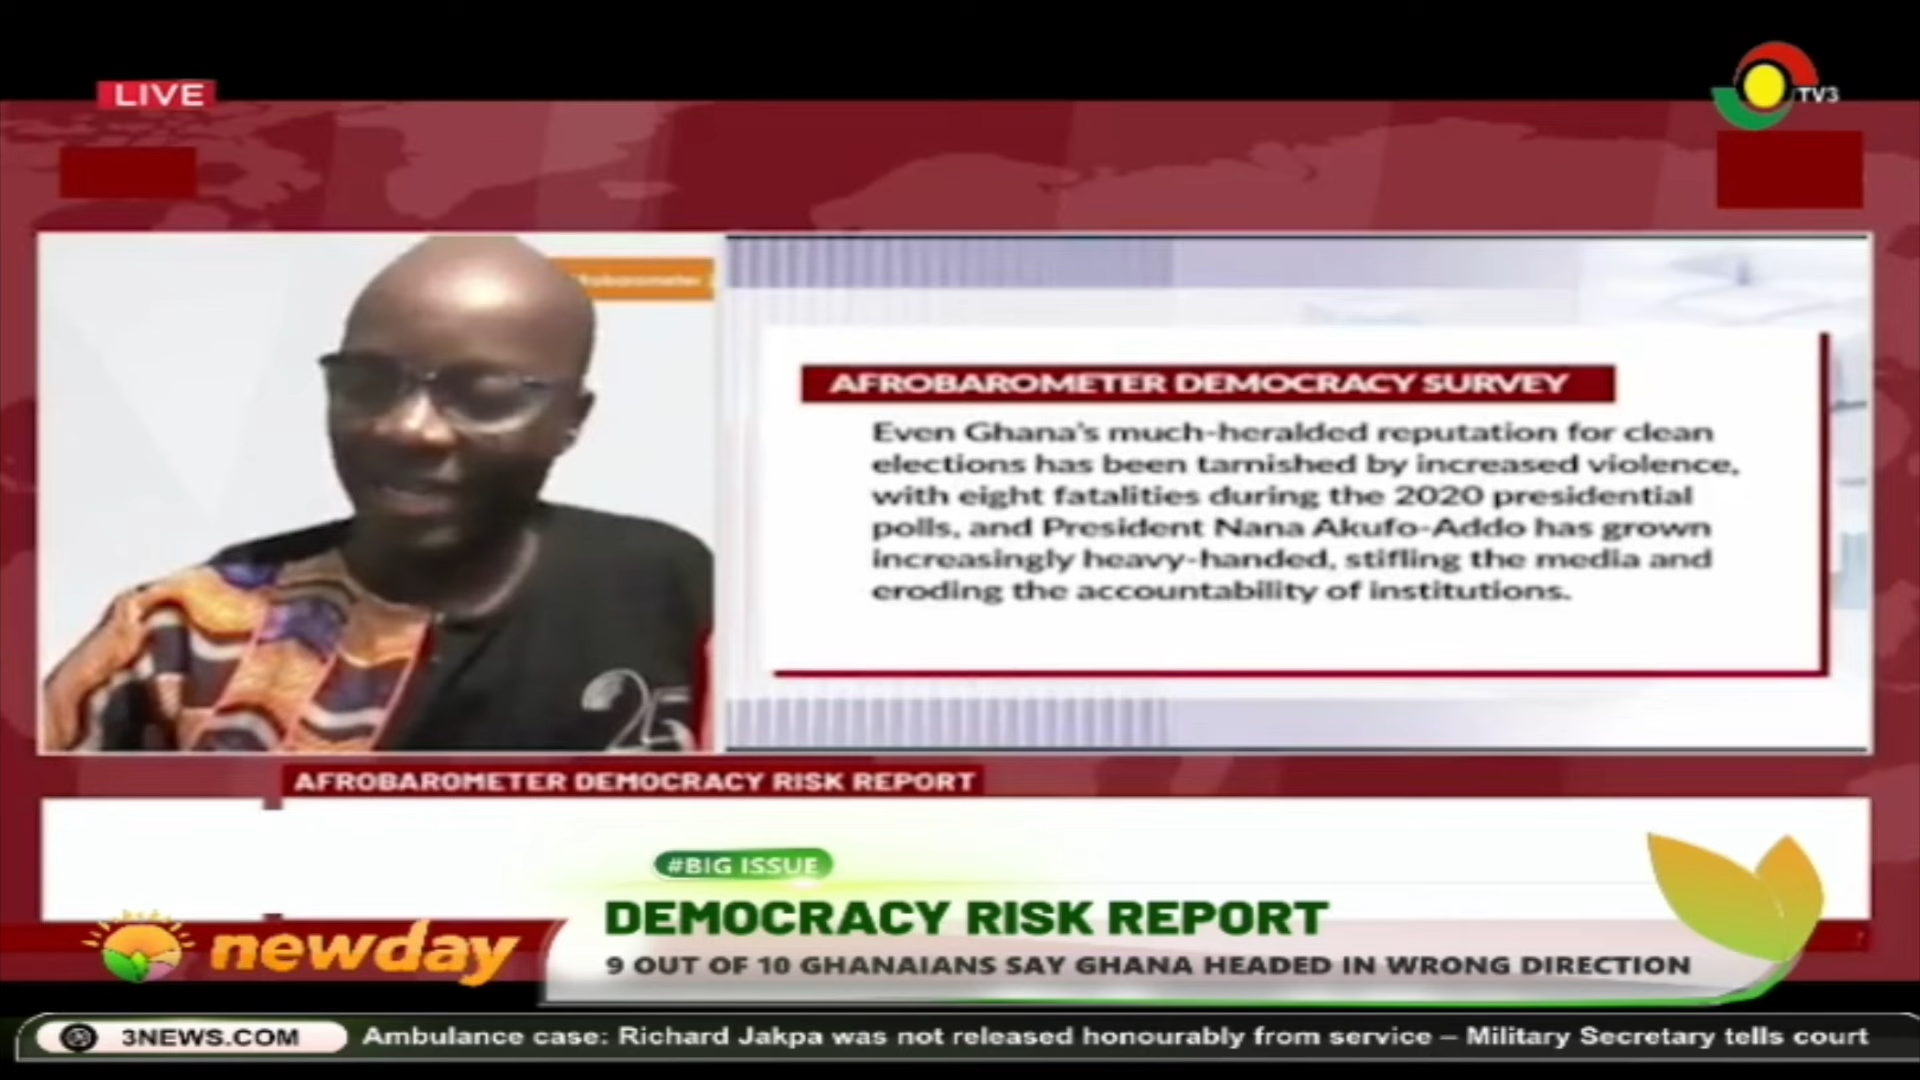 LIVE
TV3
frobarometer
AFROBAROMETER DEMOCRACY SURVEY
Even Ghana's much-heralded reputation for clean
elections has been tarnished by increased violence,
with eight fatalities during the 2020 presidential
polls, and President Nana Akufo-Addo has grown
increasingly heavy-handed, stifling the media and
eroding the accountability of institutions.
25
AFROBAROMETER DEMOCRACY RISK REPORT
#BIG ISSUE
DEMOCRACY RISK REPORT
9 OUT OF 10 GHANAIANS SAY GHANA HEADED IN WRONG DIRECTION
newday
3NEWS.COM
Ambulance case: Richard Jakpa was not released honourably from service – Military Secretary tells court